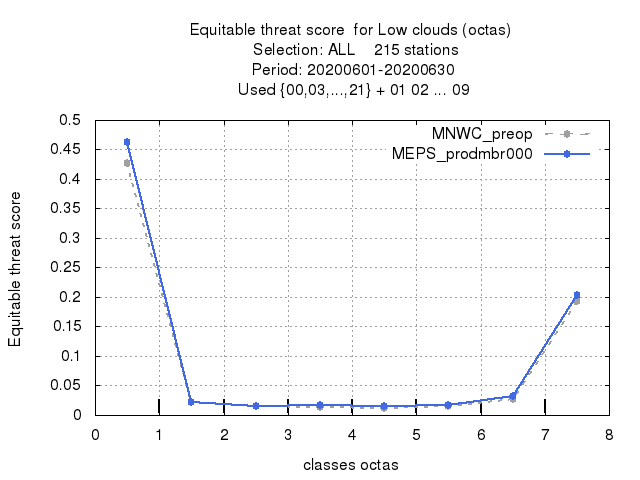 Equitable threat score  for Low clouds (octas)
Selection: ALL    215 stations
Period: 20200601-20200630
Used {00,03,...,21} + 01 02 ... 09
MNWC_preop
MEPS_prodmbr000
Equitable threat score
0.5
0.45
0.4
0.35
0.3
0.25
0.2
0.15
0.1
0.05
0
0 1 2 3 4 5 6 7 8
classes octas